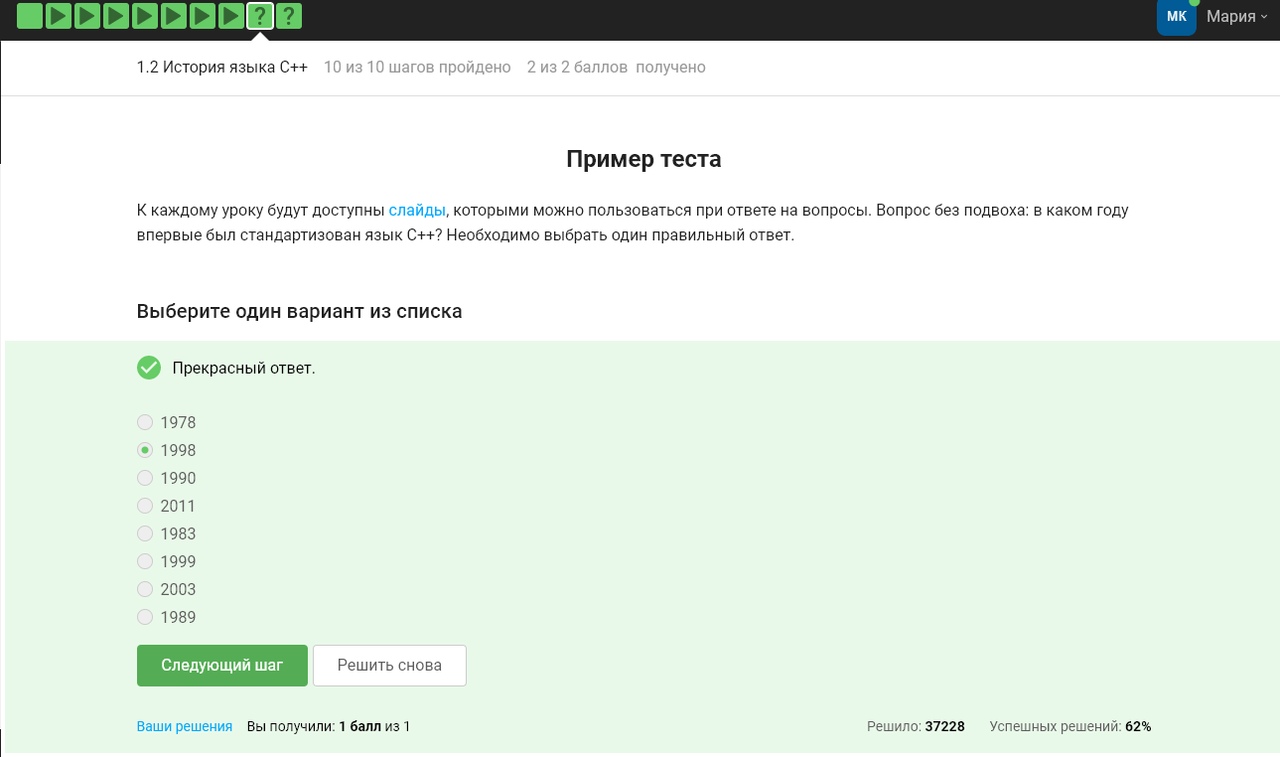 ? ?
МК Мария
1.2 История языка C++ 10 из 10 шагов пройдено 2 из 2 баллов получено
Пример теста
К каждому уроку будут доступны слайды, которыми можно пользоваться при ответе на вопросы. Вопрос без подвоха: в каком году
впервые был стандартизован язык C++? Необходимо выбрать один правильный ответ.
Выберите один вариант из списка
Прекрасный ответ.
1978
1998
1990
2011
1983
1999
2003
1989
Следующий шаг Решить снова
Ваши решения Вы получили: 1 балл из 1 Решило: 37228 Успешных решений: 62%